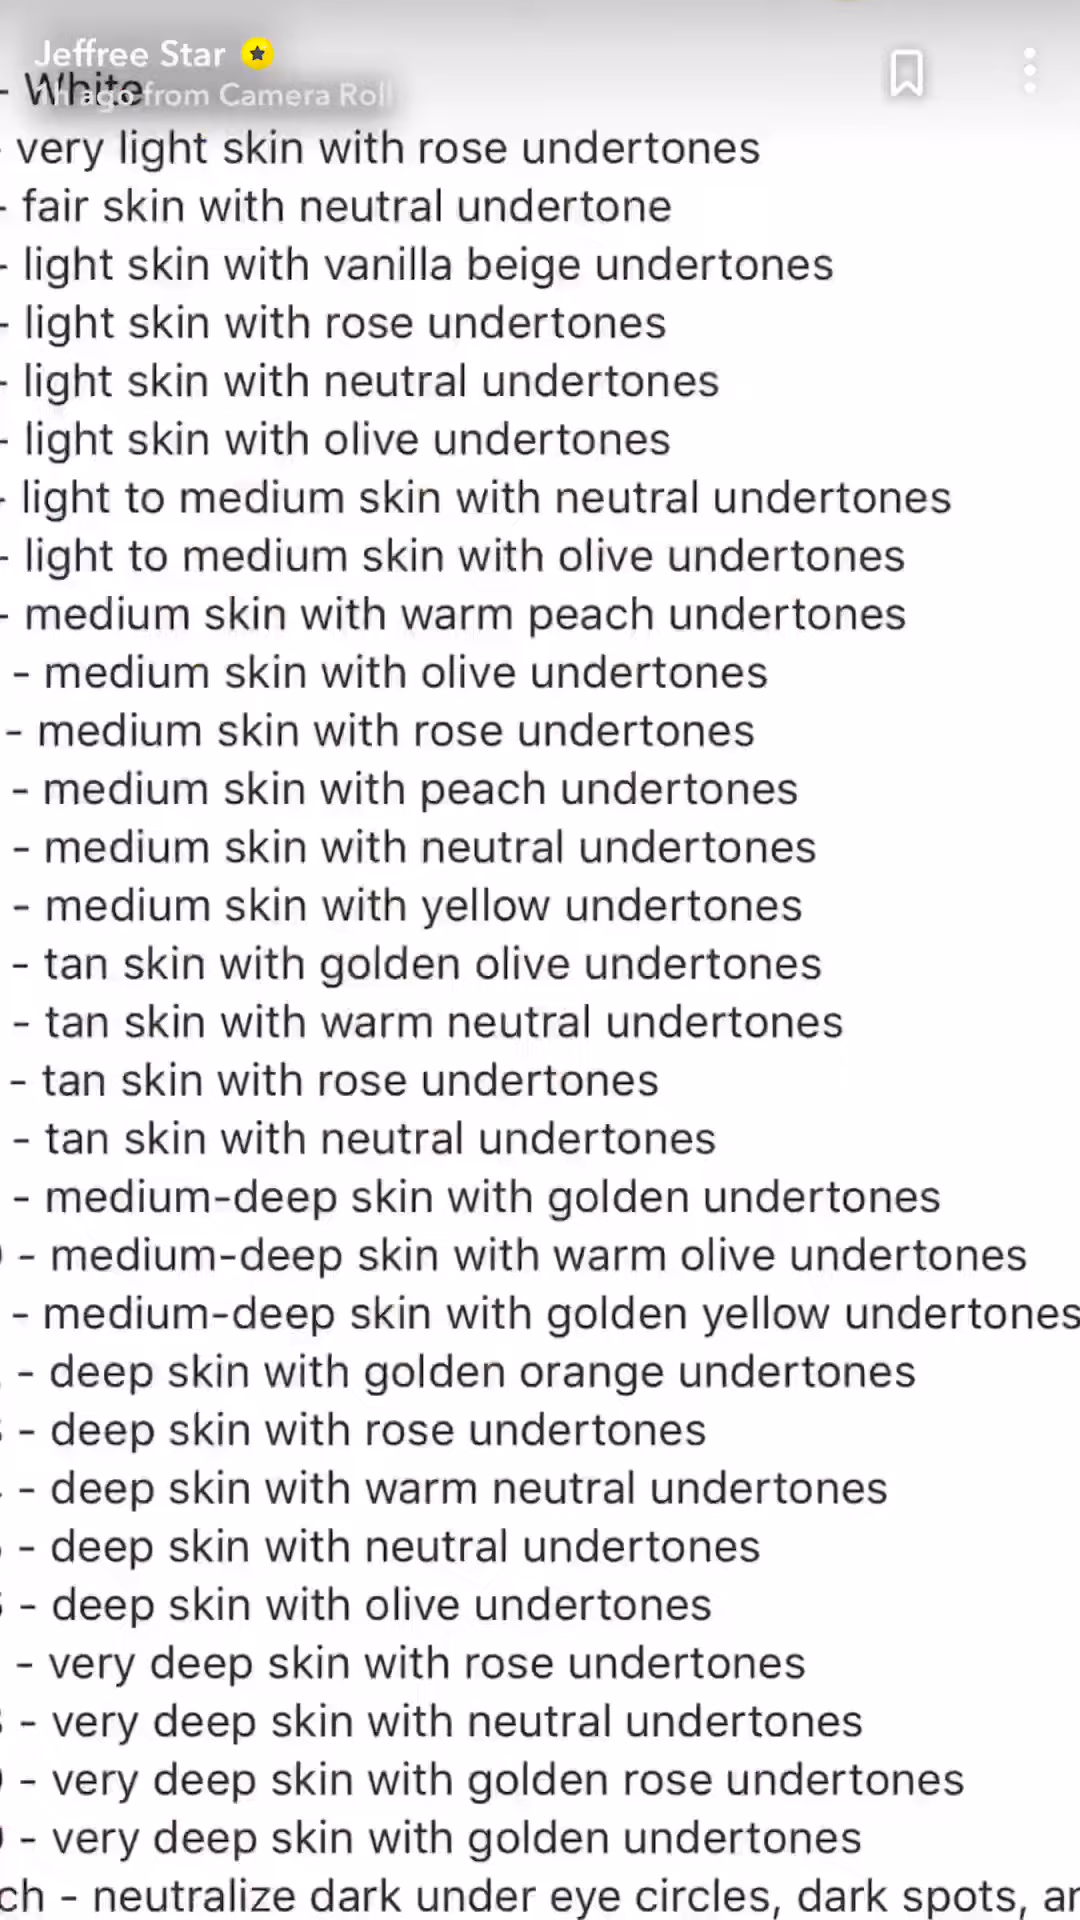 Jeffree Star
1h ago from Camera Roll
- White
very light skin with rose undertones
- fair skin with neutral undertone
- light skin with vanilla beige undertones
- light skin with rose undertones
- light skin with neutral undertones
- light skin with olive undertones
- light to medium skin with neutral undertones
- light to medium skin with olive undertones
- medium skin with warm peach undertones
- medium skin with olive undertones
- medium skin with rose undertones
- medium skin with peach undertones
- medium skin with neutral undertones
- medium skin with yellow undertones
- tan skin with golden olive undertones
- tan skin with warm neutral undertones
- tan skin with rose undertones
- tan skin with neutral undertones
- medium-deep skin with golden undertones
- medium-deep skin with warm olive undertones
- medium-deep skin with golden yellow undertones
- deep skin with golden orange undertones
- deep skin with rose undertones
- deep skin with warm neutral undertones
- deep skin with neutral undertones
- deep skin with olive undertones
- very deep skin with rose undertones
- very deep skin with neutral undertones
- very deep skin with golden rose undertones
- very deep skin with golden undertones
ch - neutralize dark under eye circles, dark spots,